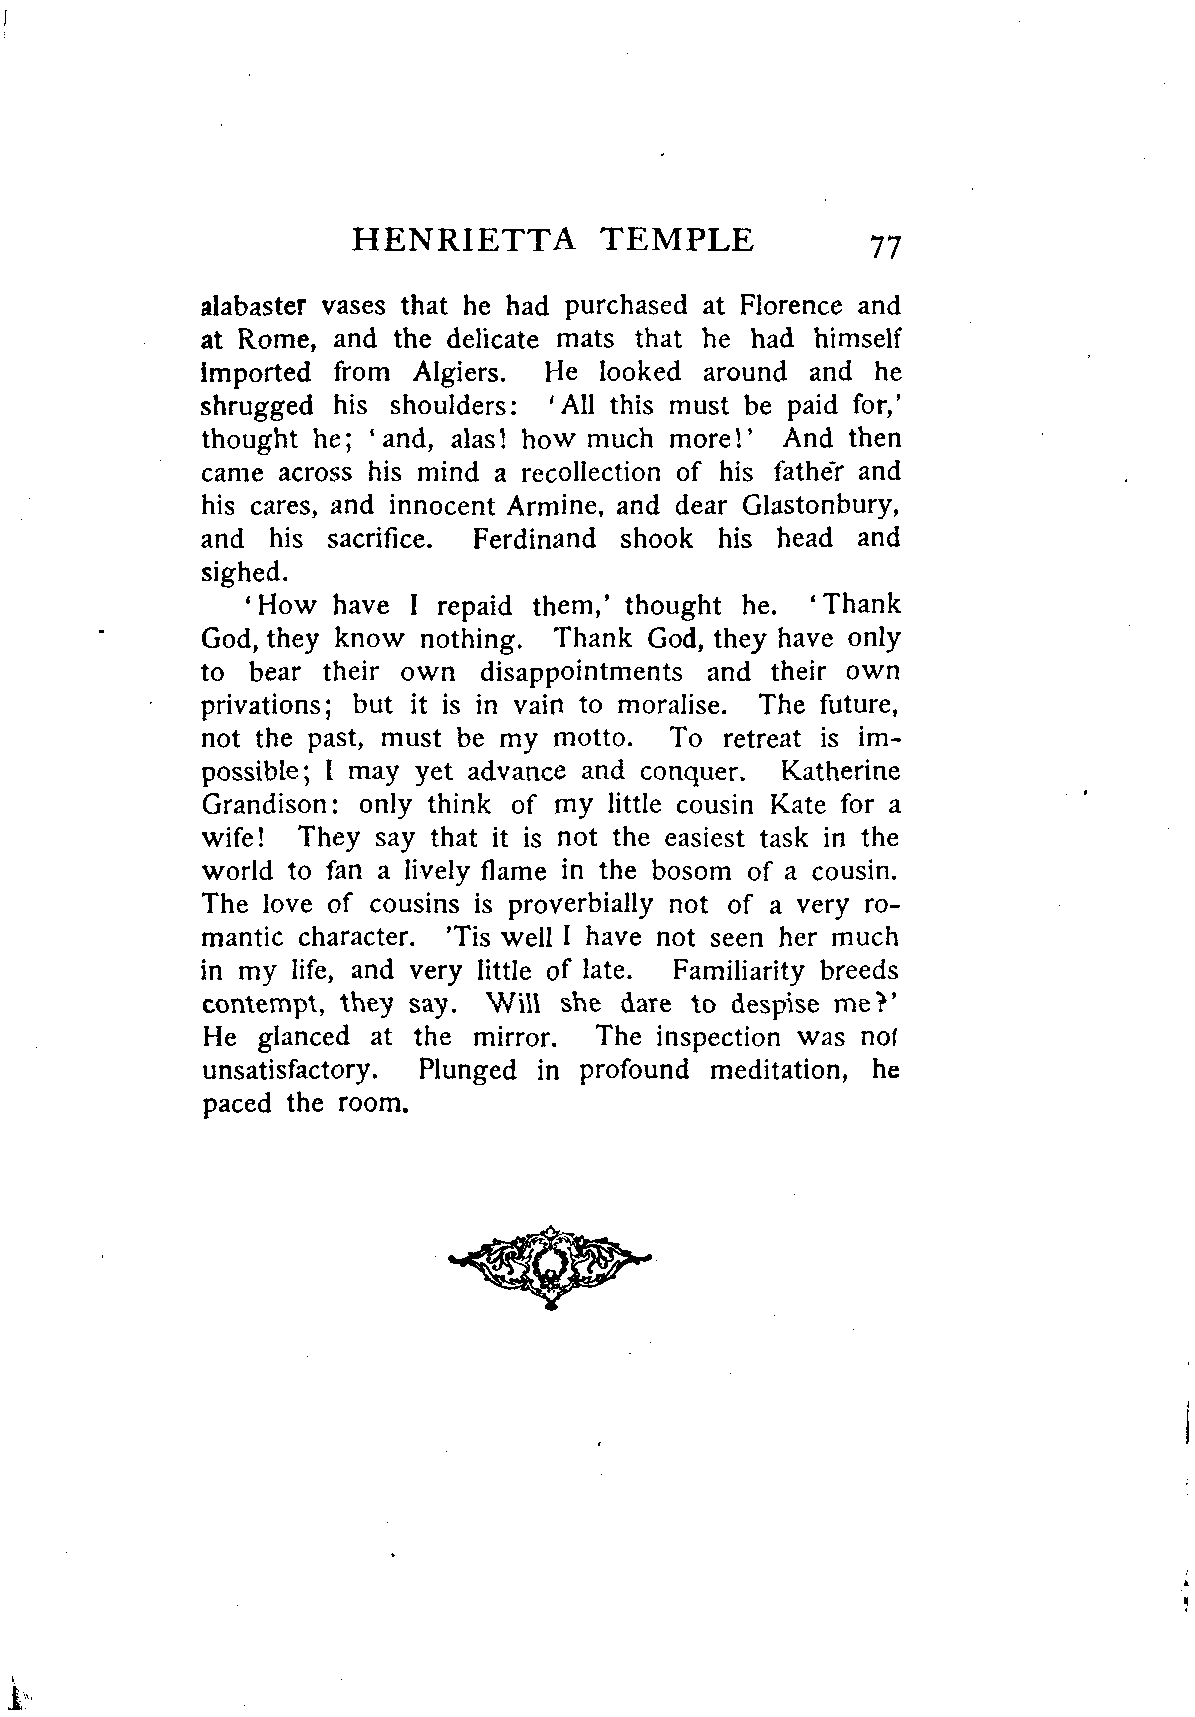 HENRIETTA TEMPLE 77
alabaster vases that he had purchased at Florence and
at Rome, and the delicate mats that he had himself
imported from Algiers. He looked around and he
shrugged his shoulders: ‘All this must be paid for,’
thought he; ‘and, alas! how much more!’ And then
came across his mind a recollection of his father and
his cares, and innocent Armine, and dear Glastonbury,
and his sacrifice. Ferdinand shook his head and
sighed.
‘How have I repaid them,’ thought he. ‘Thank
God, they know nothing. Thank God, they have only
to bear their own disappointments and their own
privations; but it is in vain to moralise. The future,
not the past, must be my motto. To retreat is im-
possible; I may yet advance and conquer. Katherine
Grandison: only think of my little cousin Kate for a
wife! They say that it is not the easiest task in the
world to fan a lively flame in the bosom of a cousin.
The love of cousins is proverbially not of a very ro-
mantic character. ’Tis well I have not seen her much
in my life, and very little of late. Familiarity breeds
contempt, they say. Will she dare to despise me?’
He glanced at the mirror. The inspection was not
unsatisfactory. Plunged in profound meditation, he
paced the room.